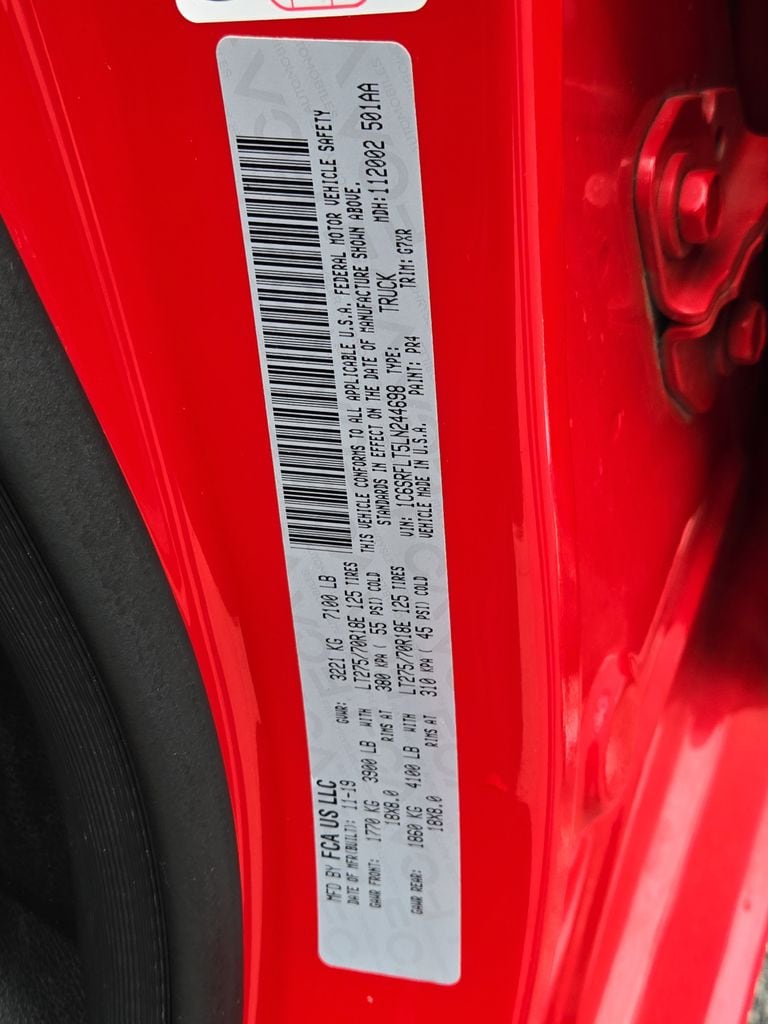 MFD BY FCA US LLC
DATE OF MFR(BUILT): 11-19 GVWR: 3221 KG 7100 LB
GAWR FRONT: 1770 KG 3900 LB WITH LT275/70R18E 125 TIRES
18X8.0 RIMS AT 380 KPA ( 55 PSI) COLD
GAWR REAR: 1860 KG 4100 LB WITH LT275/70R18E 125 TIRES
18X8.0 RIMS AT 310 KPA ( 45 PSI) COLD
THIS VEHICLE CONFORMS TO ALL APPLICABLE U.S.A. FEDERAL MOTOR VEHICLE SAFETY
STANDARDS IN EFFECT ON THE DATE OF MANUFACTURE SHOWN ABOVE.
VIN: 1C6SRFLT5LN244698 TYPE: TRUCK MDH: 112002 501AA
VEHICLE MADE IN U.S.A. PAINT: PR4 TRIM: G7XR